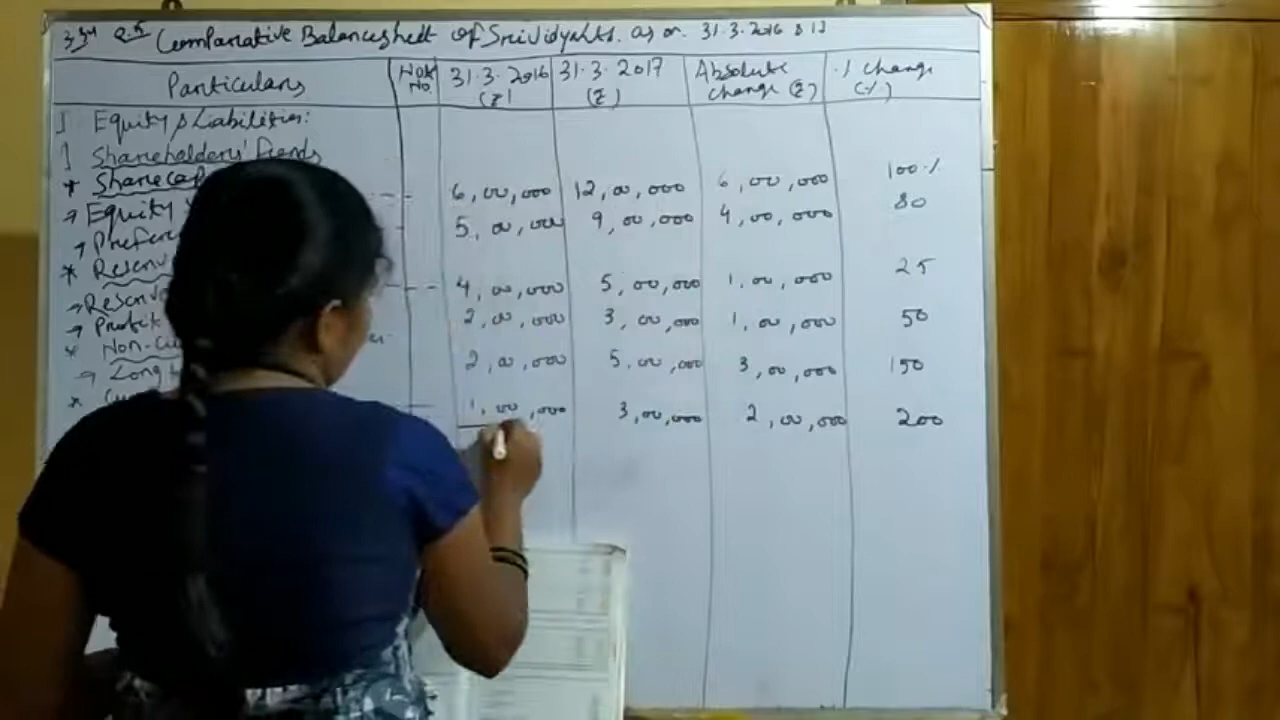 Comparative Balancesheet of Srividya Ltd. as on 31.3.2016 & 17
Particulars Note No. 31.3.2016 (₹) 31.3.2017 (₹) Absolute change (₹) % Change (%)
I Equity & Liabilities:
1 Shareholders' Funds
* Sharecap
→ Equity 6,00,000 12,00,000 6,00,000 100%
→ Prefere 5,00,000 9,00,000 4,00,000 80
* Reserv
→ Reserv 4,00,000 5,00,000 1,00,000 25
→ Profit 2,00,000 3,00,000 1,00,000 50
* Non-Cu
→ Long 2,00,000 5,00,000 3,00,000 150
* Cu
1,00,000 3,00,000 2,00,000 200